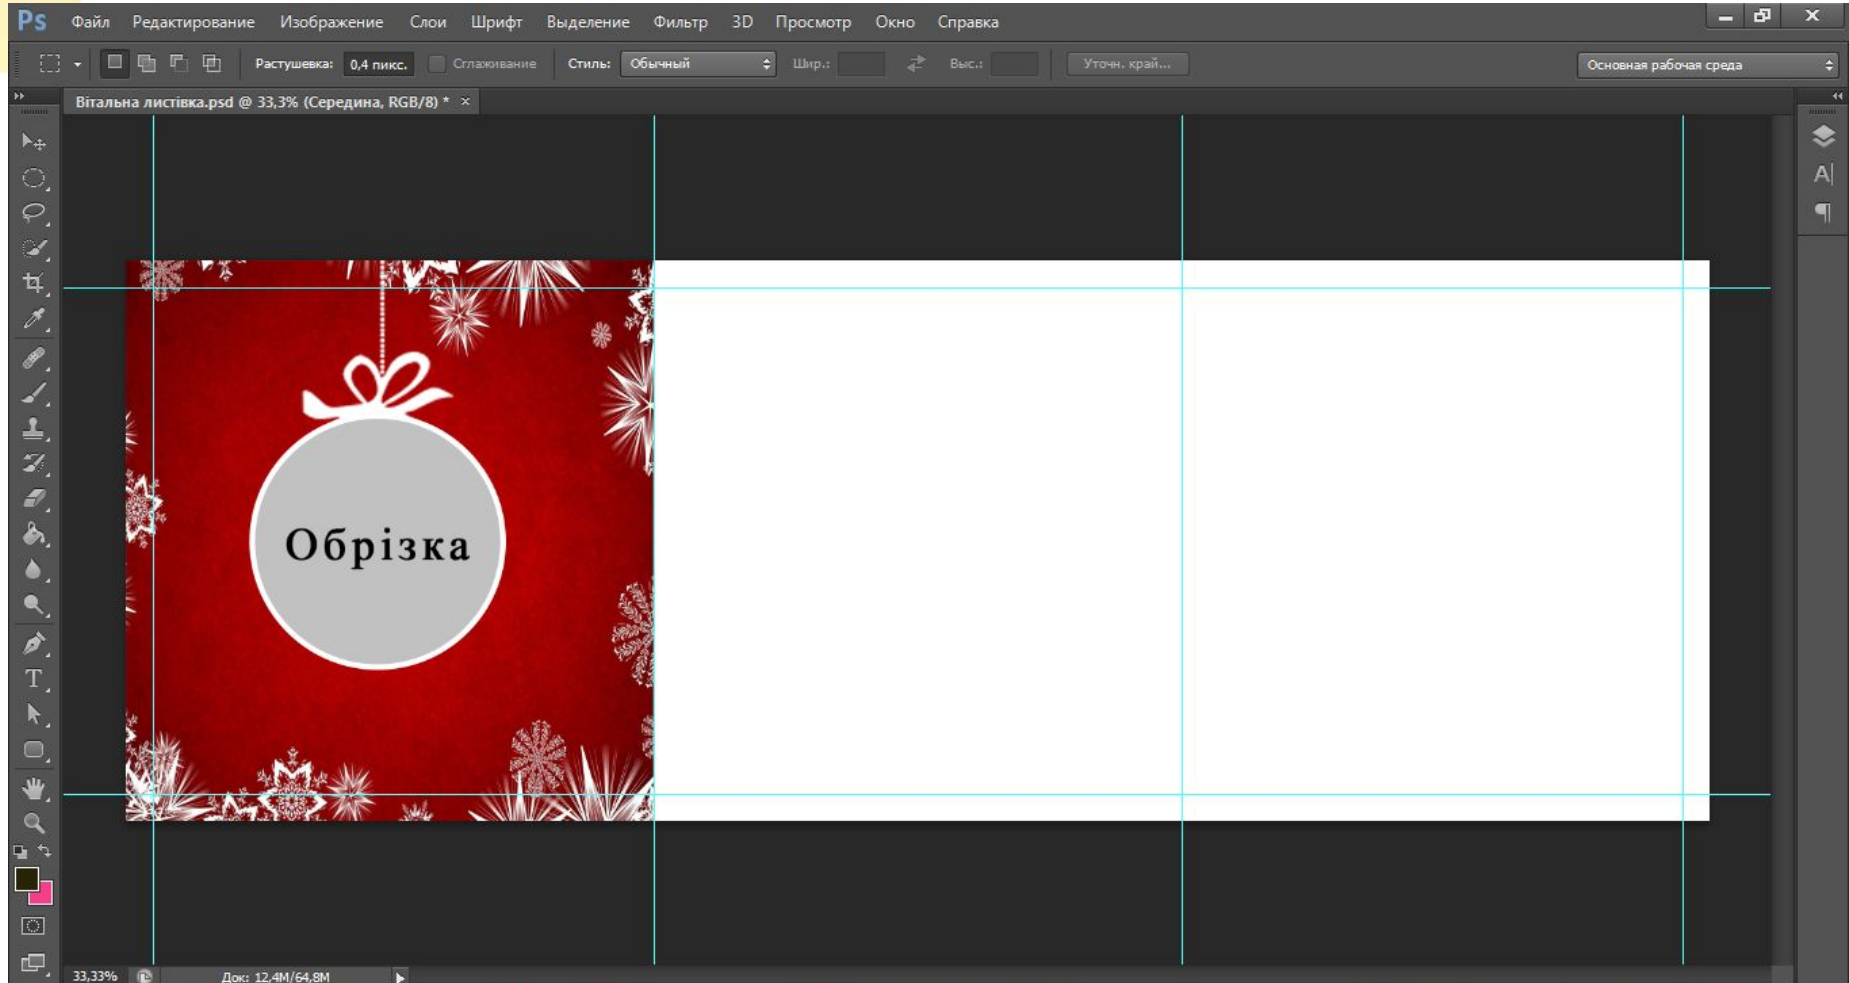 Ps Файл Редактирование Изображение Слои Шрифт Выделение Фильтр 3D Просмотр Окно Справка
Растушевка: 0,4 пикс. Сглаживание Стиль: Обычный Шир.: Выс.: Уточн. край... Основная рабочая среда
Вітальна листівка.psd @ 33,3% (Середина, RGB/8) * ×
Обрізка
33,33% Док: 12,4M/64,8M